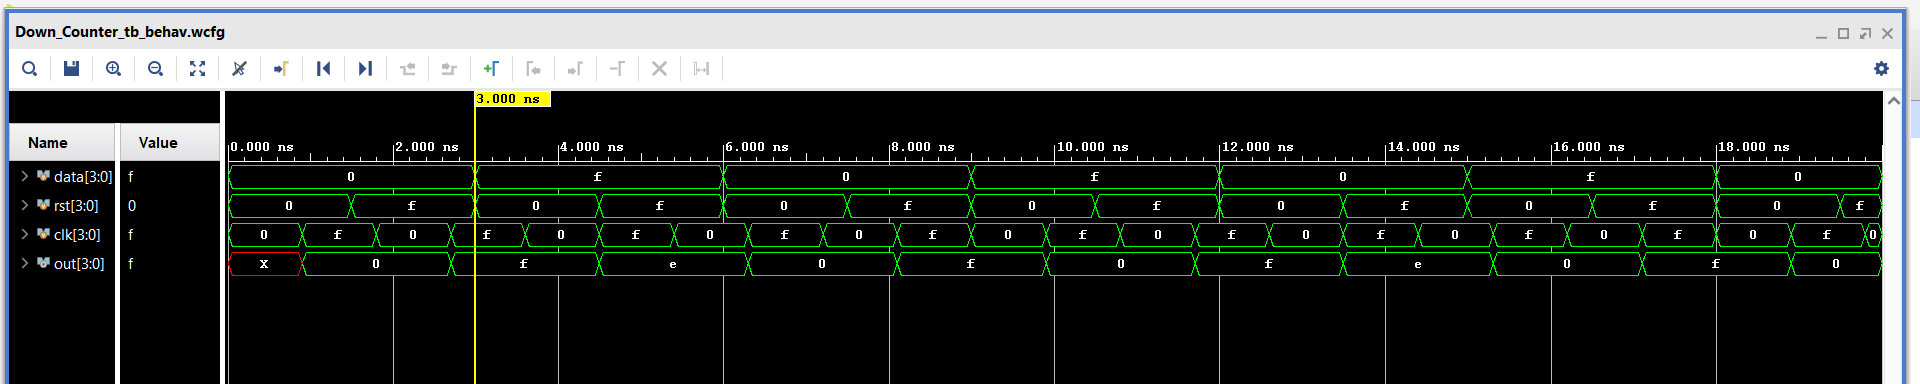 Down_Counter_tb_behav.wcfg
3.000 ns
Name Value
0.000 ns 2.000 ns 4.000 ns 6.000 ns 8.000 ns 10.000 ns 12.000 ns 14.000 ns 16.000 ns 18.000 ns
data[3:0] f 0 f 0 f 0 f 0
rst[3:0] 0 0 f 0 f 0 f 0 f 0 f 0 f 0 f
clk[3:0] f 0 f 0 f 0 f 0 f 0 f 0 f 0 f 0 f 0 f 0 f 0 f 0
out[3:0] f X 0 f e 0 f 0 f e 0 f 0